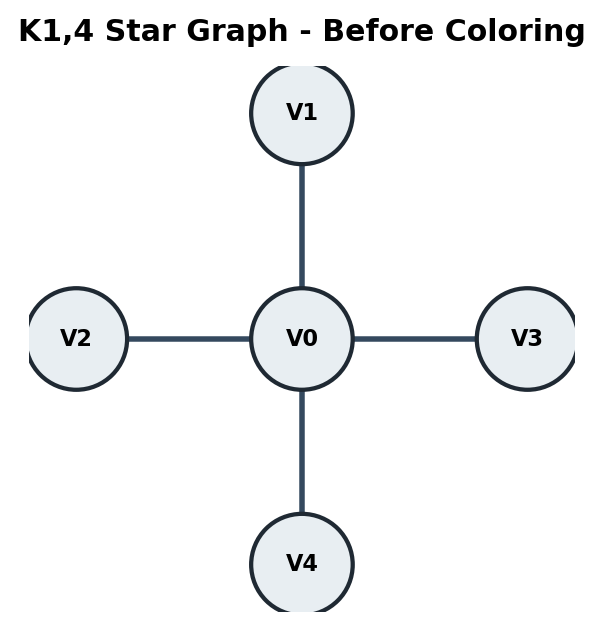 K1,4 Star Graph - Before Coloring
V1
V2 V0 V3
V4